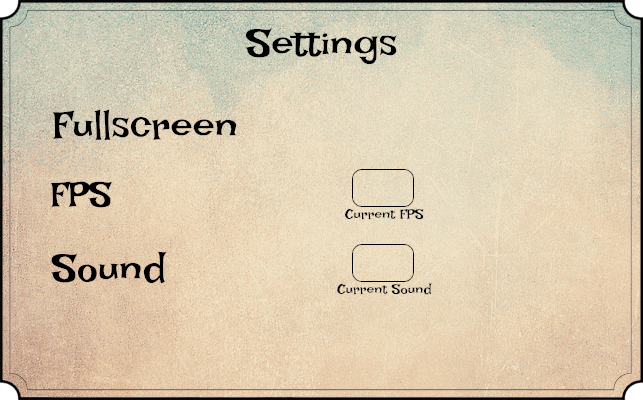 Settings
Fullscreen
FPS
Current FPS
Sound
Current Sound